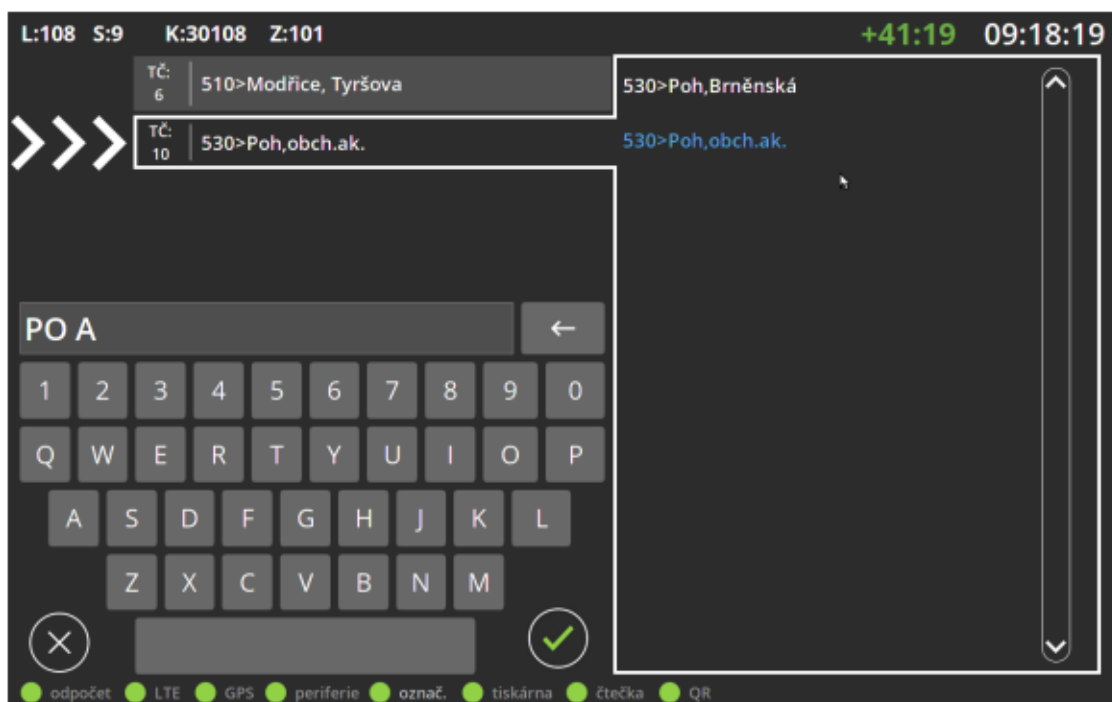 L:108 S:9 K:30108 Z:101 +41:19 09:18:19
TČ: 6 510>Modřice, Tyršova
TČ: 10 530>Poh,obch.ak.
530>Poh,Brněnská
530>Poh,obch.ak.
PO A ←
1 2 3 4 5 6 7 8 9 0
Q W E R T Y U I O P
A S D F G H J K L
Z X C V B N M
odpočet LTE GPS periferie označ. tiskárna čtečka QR